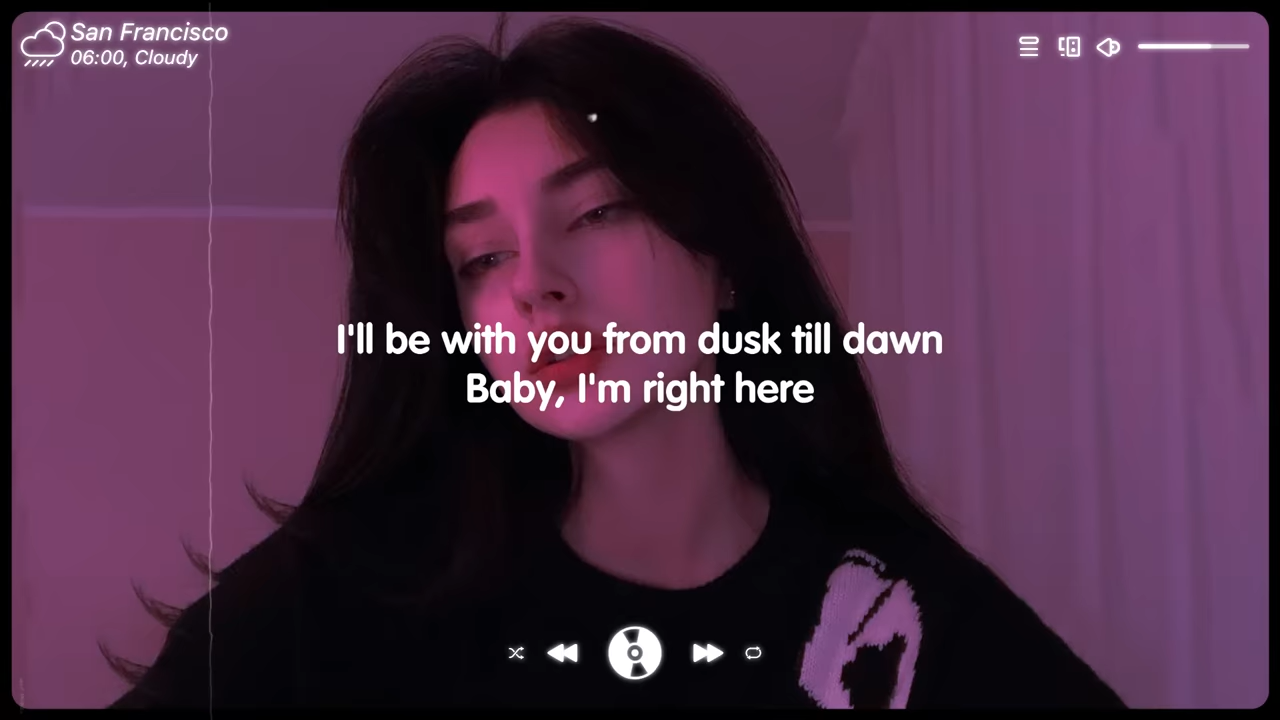 San Francisco
06:00, Cloudy
I'll be with you from dusk till dawn
Baby, I'm right here